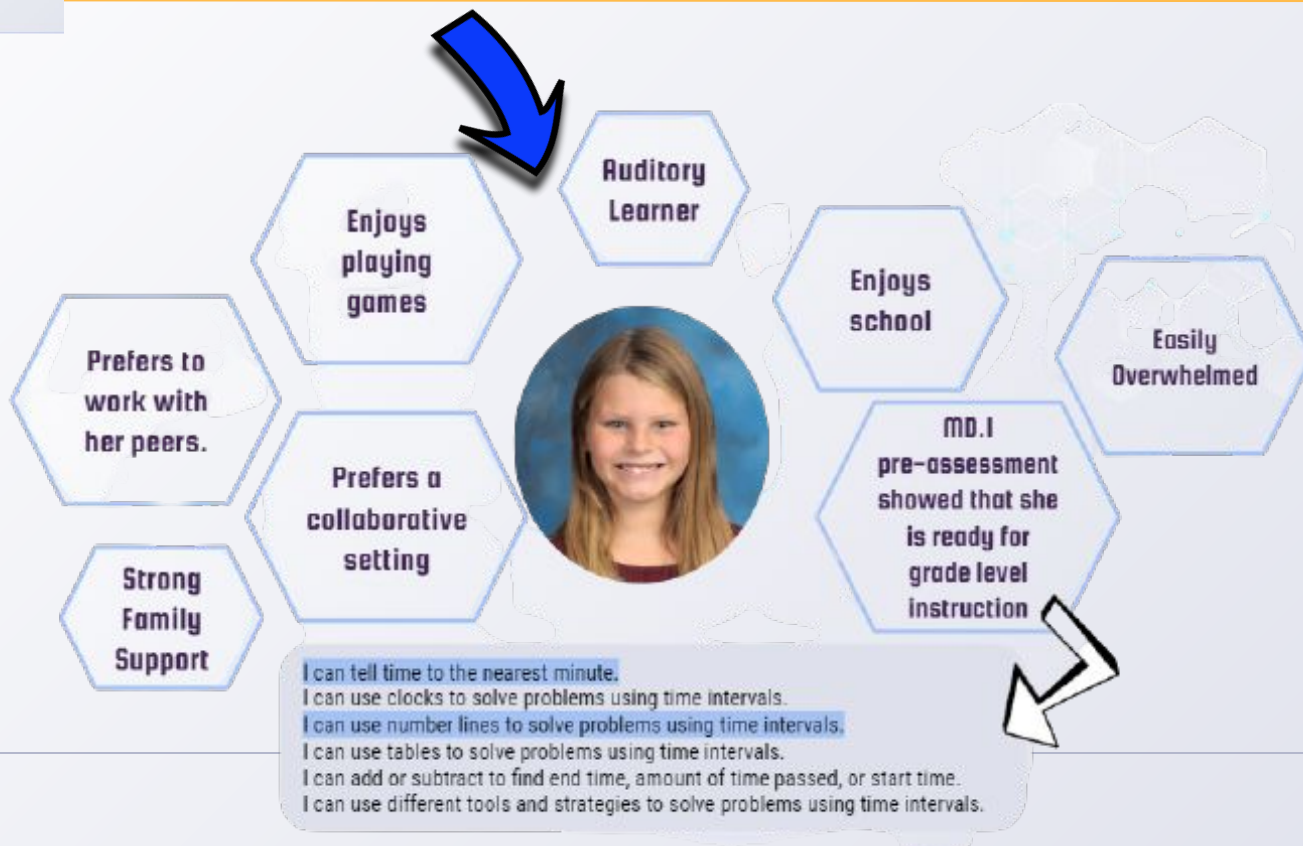 Auditory
Learner
Enjoys
playing
games
Enjoys
school
Easily
Overwhelmed
Prefers to
work with
her peers.
Prefers a
collaborative
setting
MD.1
pre-assessment
showed that she
is ready for
grade level
instruction
Strong
Family
Support
I can tell time to the nearest minute.
I can use clocks to solve problems using time intervals.
I can use number lines to solve problems using time intervals.
I can use tables to solve problems using time intervals.
I can add or subtract to find end time, amount of time passed, or start time.
I can use different tools and strategies to solve problems using time intervals.